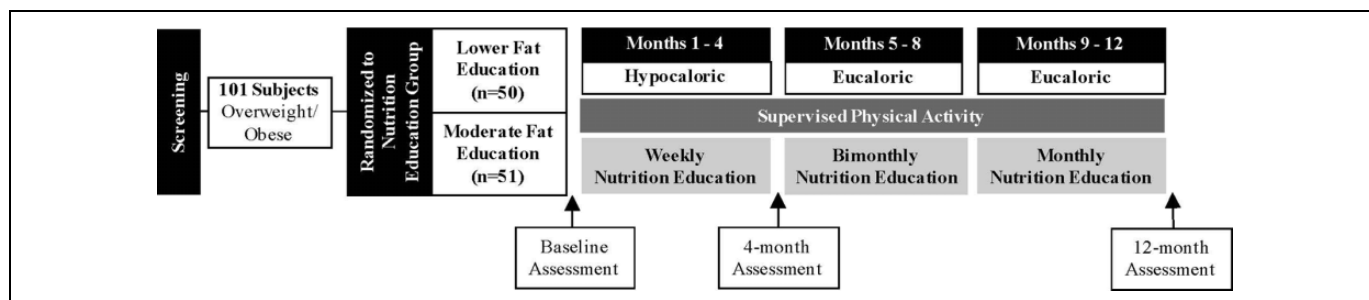 Screening
101 Subjects
Overweight/
Obese
Randomized to
Nutrition
Education Group
Lower Fat
Education
(n=50)
Moderate Fat
Education
(n=51)
Months 1 - 4
Hypocaloric
Months 5 - 8
Eucaloric
Months 9 - 12
Eucaloric
Supervised Physical Activity
Weekly
Nutrition Education
Bimonthly
Nutrition Education
Monthly
Nutrition Education
Baseline
Assessment
4-month
Assessment
12-month
Assessment